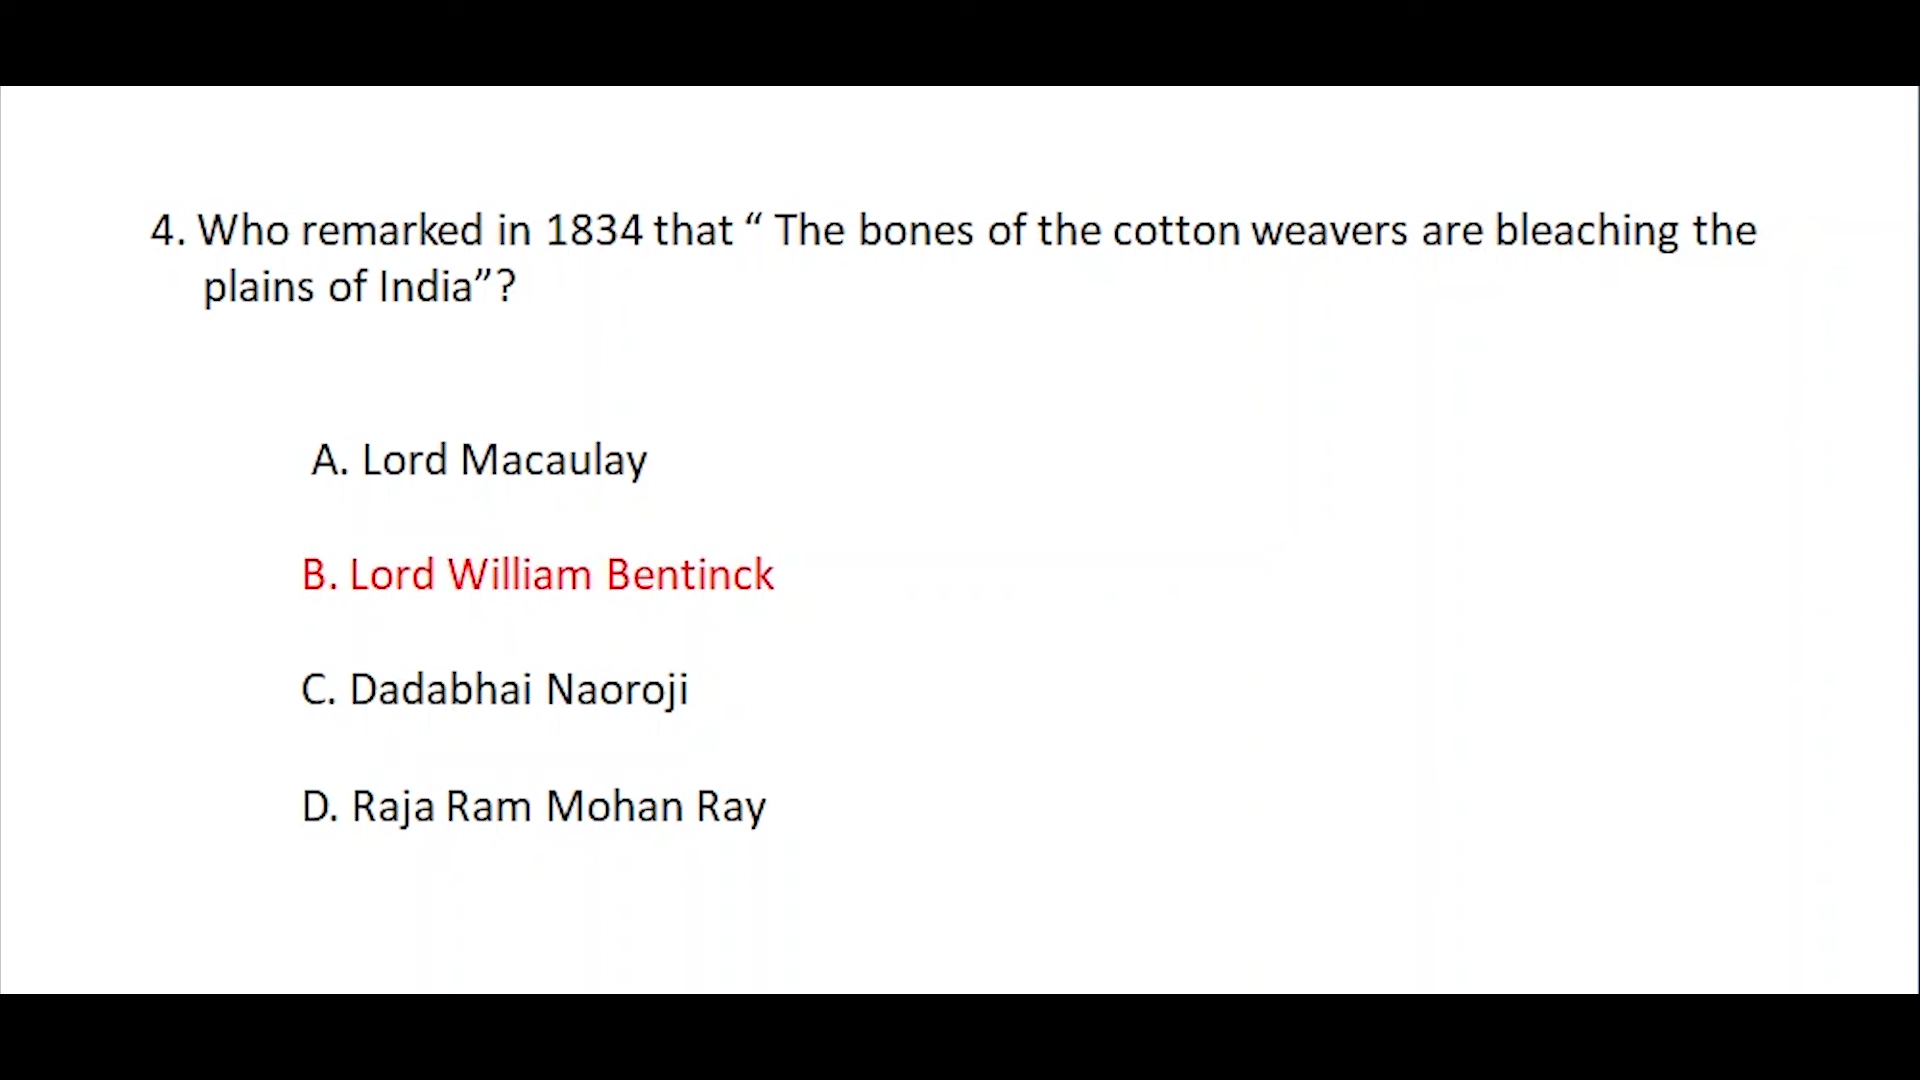 4. Who remarked in 1834 that “ The bones of the cotton weavers are bleaching the
plains of India”?
A. Lord Macaulay
B. Lord William Bentinck
C. Dadabhai Naoroji
D. Raja Ram Mohan Ray